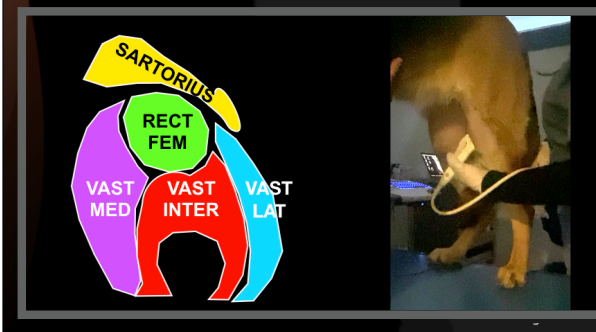 SARTORIUS
RECT
FEM
VAST
MED
VAST
INTER
VAST
LAT